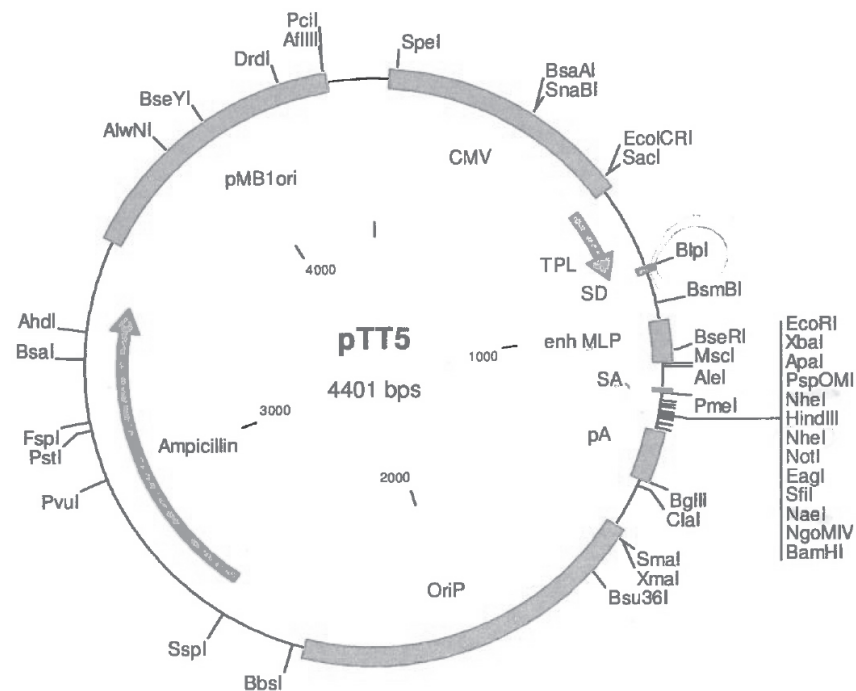 PciI
AflIII
DrdI
BseYI
AlwNI
SpeI
BsaAI
SnaBI
EcolCRI
SacI
pMB1ori
CMV
4000
TPL
SD
BlpI
BsmBI
AhdI
BsaI
pTT5
4401 bps
1000
enh MLP
BseRI
MscI
SA
AleI
PmeI
EcoRI
XbaI
ApaI
PspOMI
NheI
HindIII
NheI
NotI
EagI
SfiI
NaeI
NgoMIV
BamHI
FspI
PstI
PvuI
Ampicillin
3000
2000
pA
BglII
ClaI
SmaI
XmaI
Bsu36I
OriP
SspI
BbsI